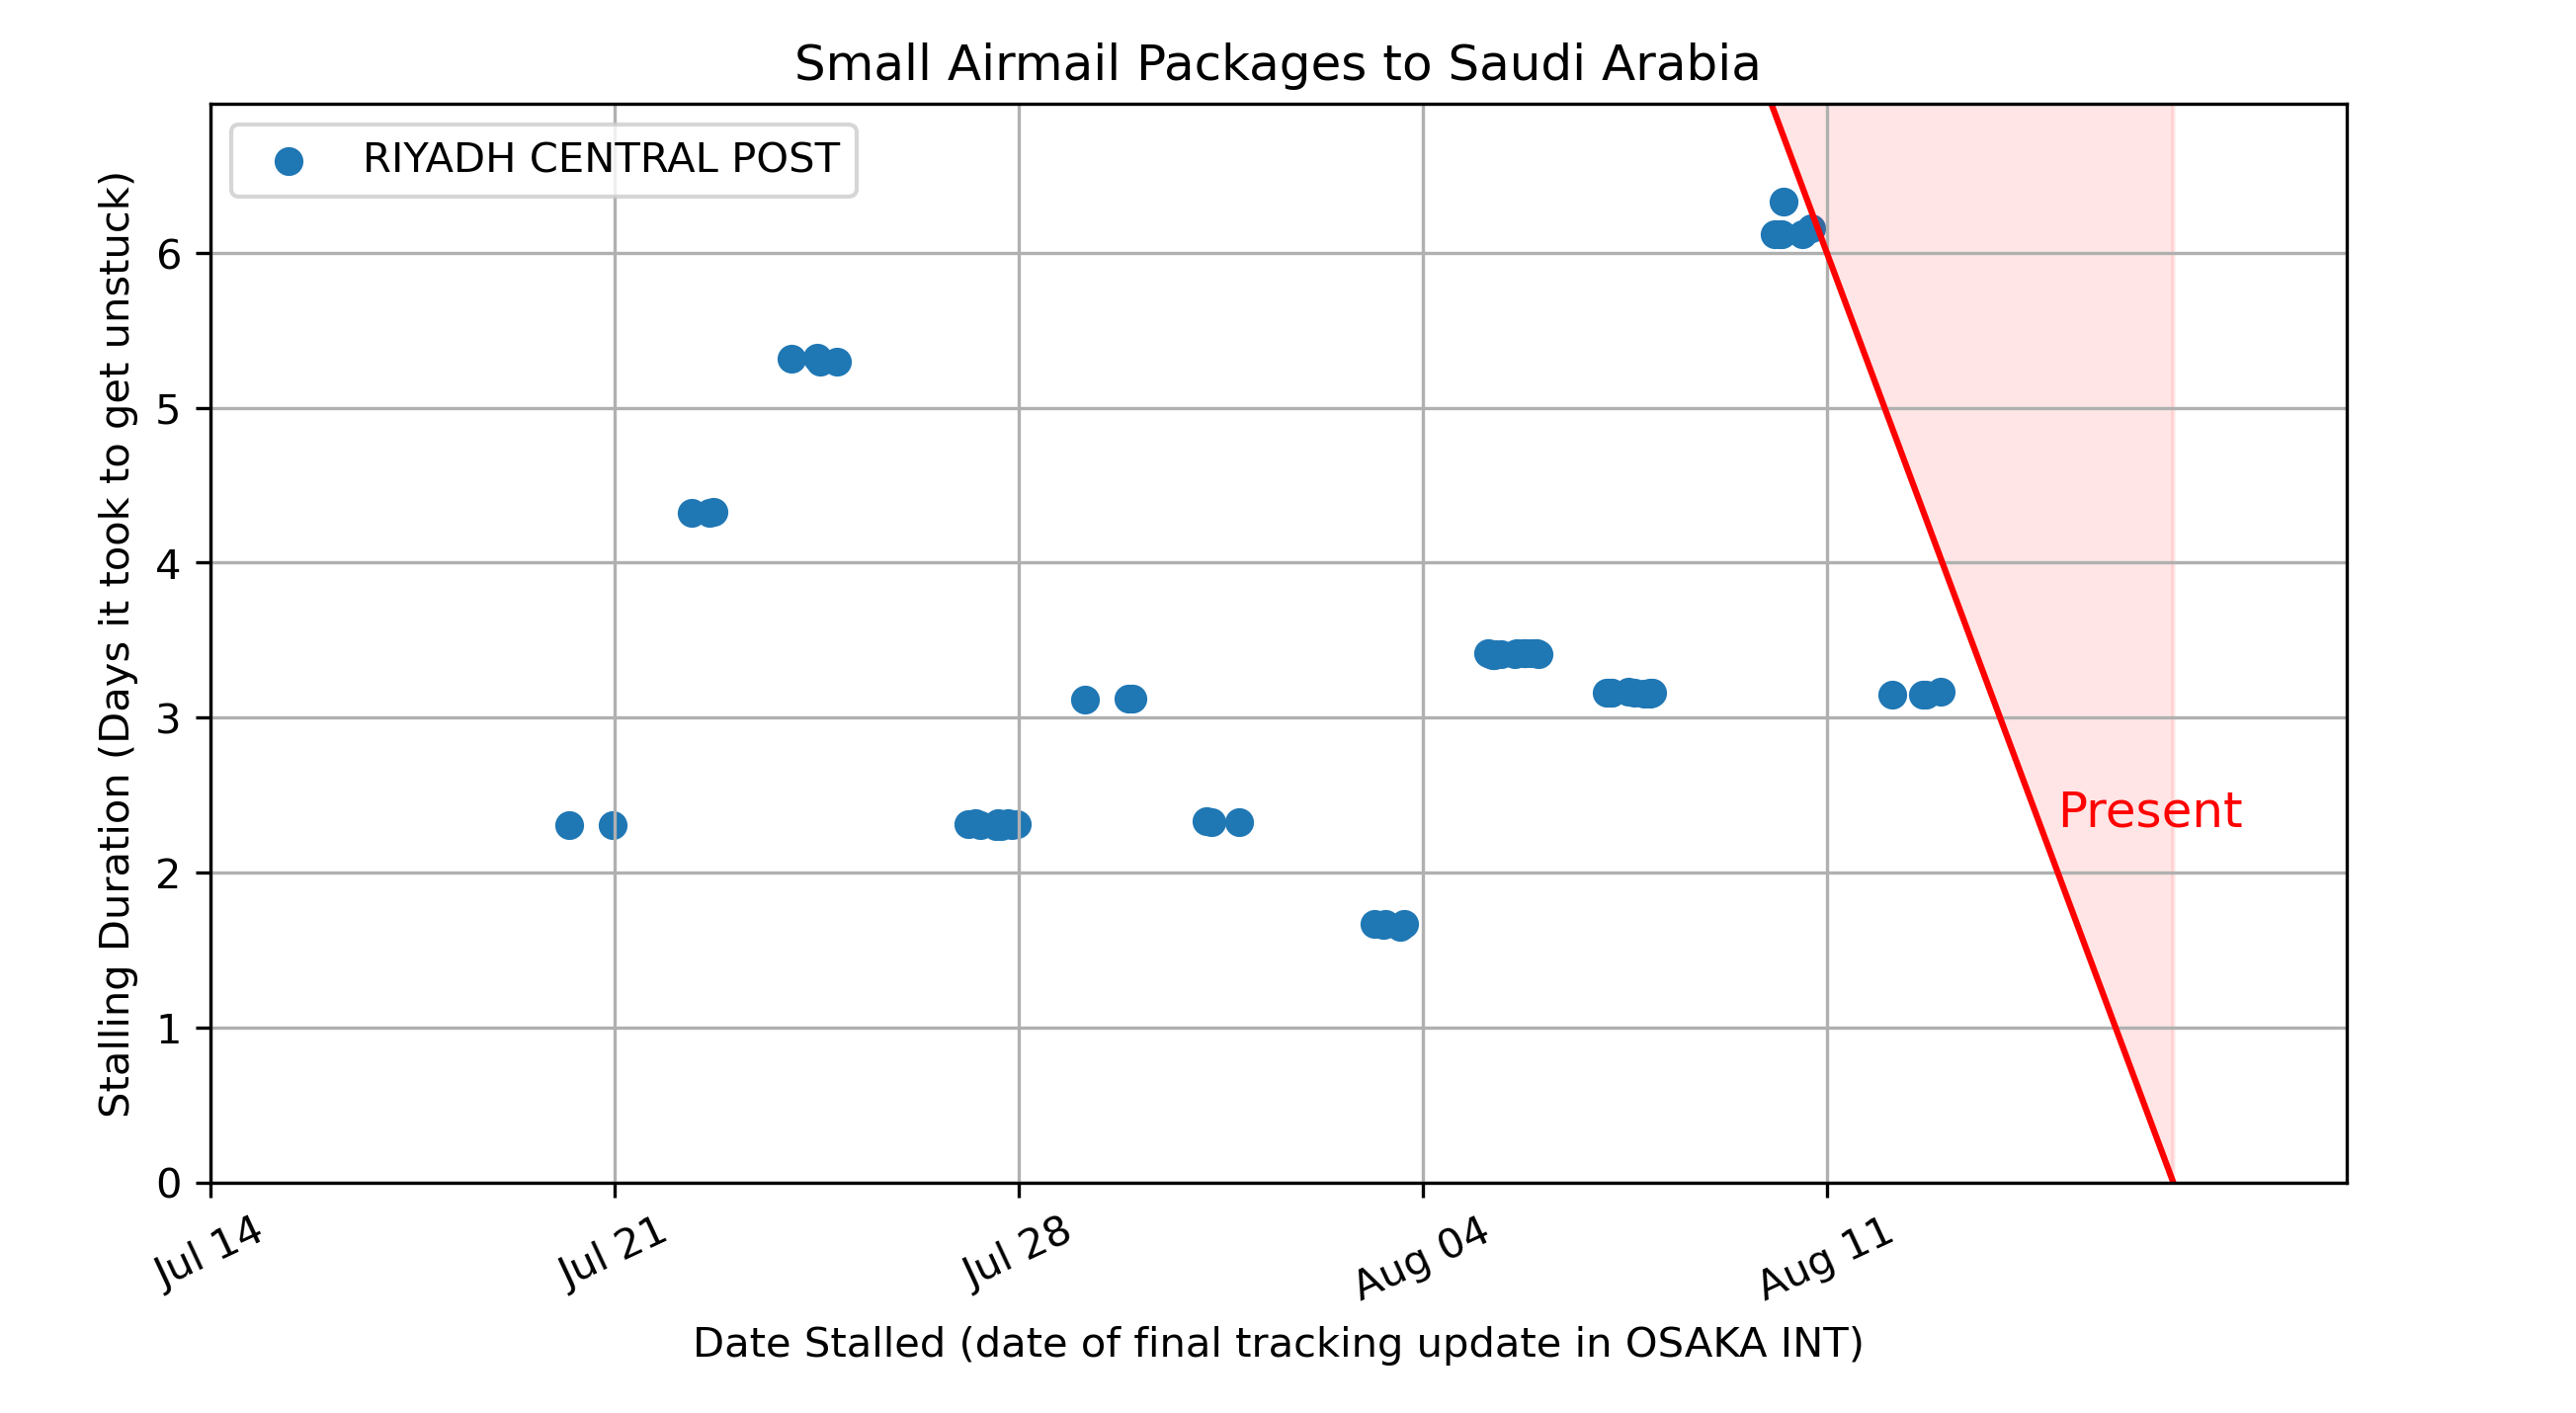 Small Airmail Packages to Saudi Arabia
RIYADH CENTRAL POST
Stalling Duration (Days it took to get unstuck)
6
5
4
3
2
1
0
Present
Jul 14 Jul 21 Jul 28 Aug 04 Aug 11
Date Stalled (date of final tracking update in OSAKA INT)